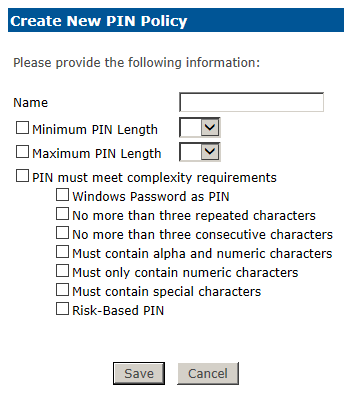 Create New PIN Policy
Please provide the following information:
Name
Minimum PIN Length
Maximum PIN Length
PIN must meet complexity requirements
Windows Password as PIN
No more than three repeated characters
No more than three consecutive characters
Must contain alpha and numeric characters
Must only contain numeric characters
Must contain special characters
Risk-Based PIN
Save Cancel